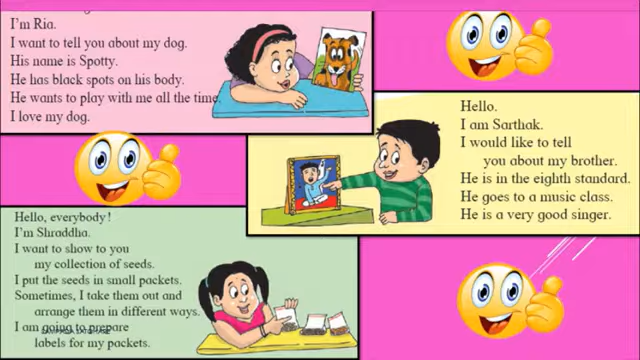 I'm Ria.
I want to tell you about my dog.
His name is Spotty.
He has black spots on his body.
He wants to play with me all the time.
I love my dog.
Hello.
I am Sarthak.
I would like to tell
you about my brother.
He is in the eighth standard.
He goes to a music class.
He is a very good singer.
Hello, everybody!
I'm Shraddha.
I want to show to you
my collection of seeds.
I put the seeds in small packets.
Sometimes, I take them out and
arrange them in different ways.
I am going to prepare
labels for my packets.